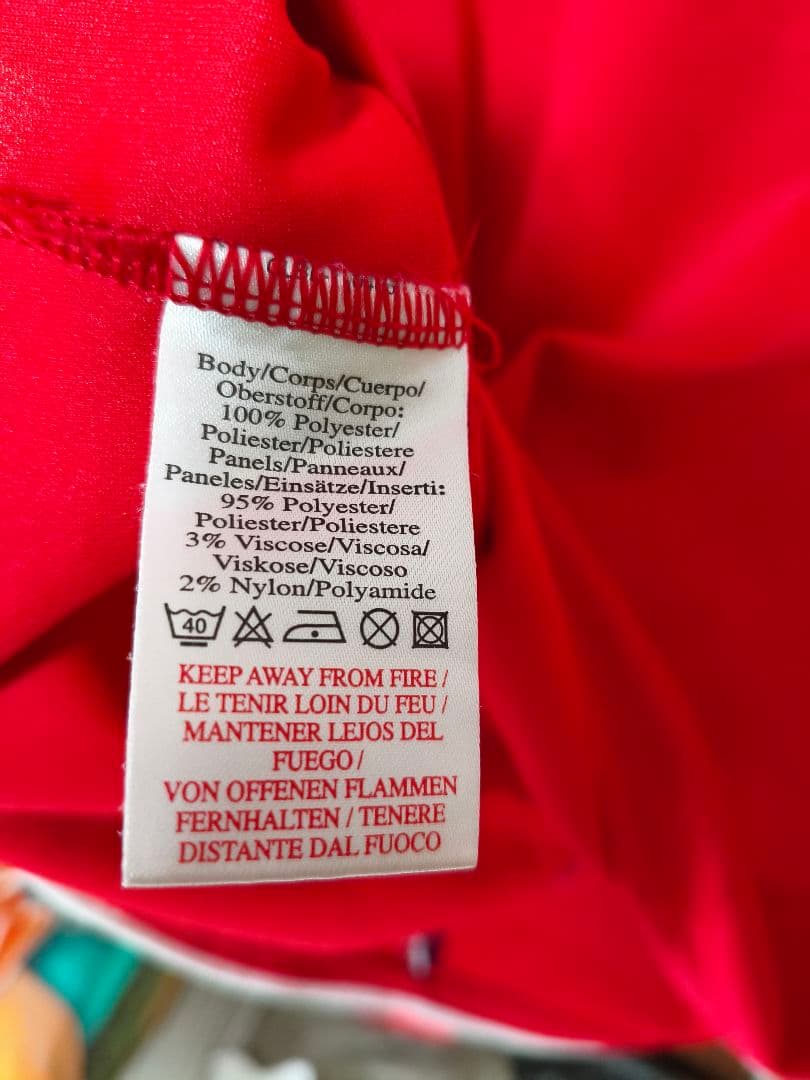 Body/Corps/Cuerpo/
Oberstoff/Corpo:
100% Polyester/
Poliester/Poliestere
Panels/Panneaux/
Paneles/Einsätze/Inserti:
95% Polyester/
Poliester/Poliestere
3% Viscose/Viscosa/
Viskose/Viscoso
2% Nylon/Polyamide
40
KEEP AWAY FROM FIRE /
LE TENIR LOIN DU FEU /
MANTENER LEJOS DEL
FUEGO /
VON OFFENEN FLAMMEN
FERNHALTEN / TENERE
DISTANTE DAL FUOCO